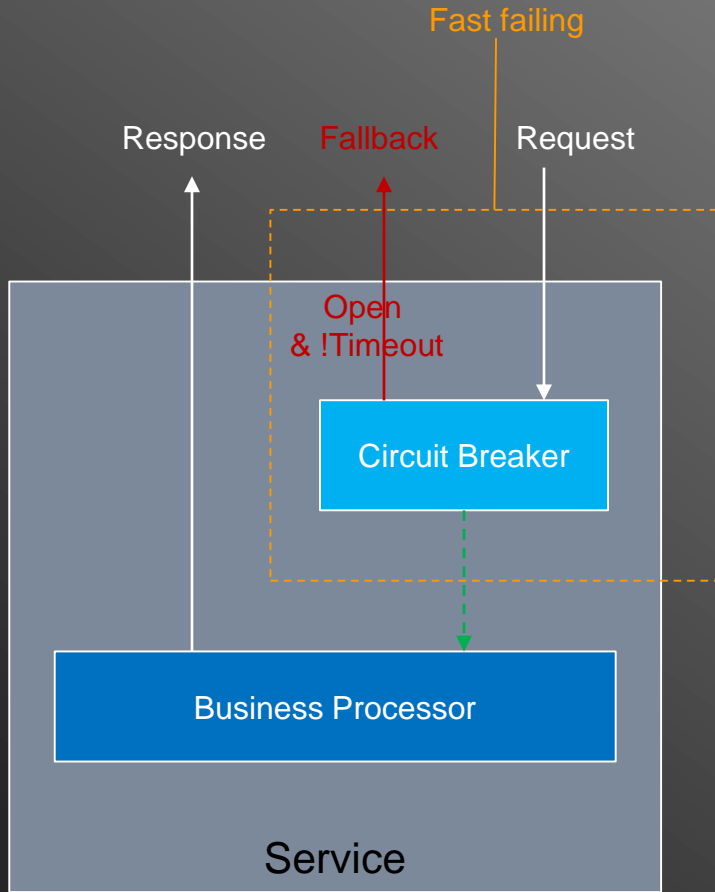 Fast failing
Response
Fallback
Request
Open
& !Timeout
Circuit Breaker
Business Processor
Service